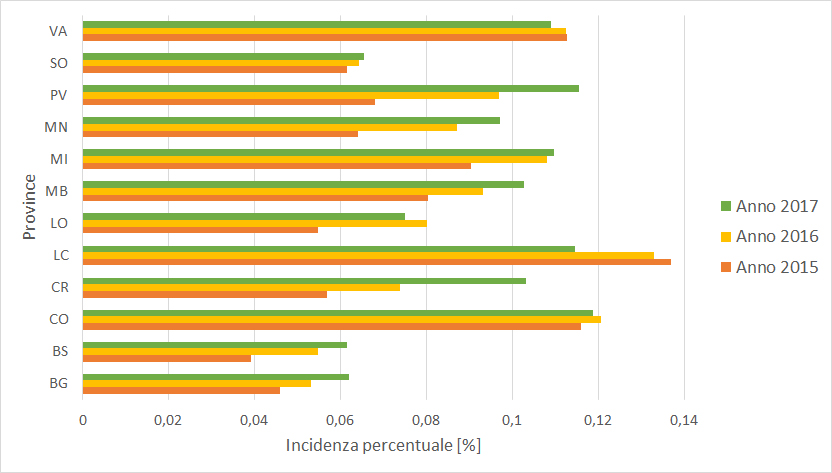 VA
SO
PV
MN
MI
MB
LO
LC
CR
CO
BS
BG
Province
0 0,02 0,04 0,06 0,08 0,1 0,12 0,14
Incidenza percentuale [%]
Anno 2017
Anno 2016
Anno 2015